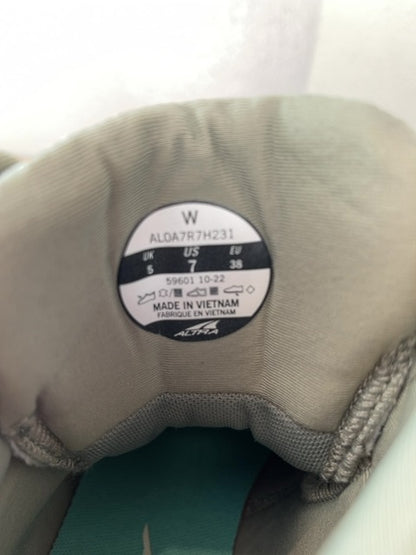 W
AL0A7R7H231
UK US EU
5 7 38
59601 10-22
MADE IN VIETNAM
FABRIQUE EN VIETNAM
ALTRA